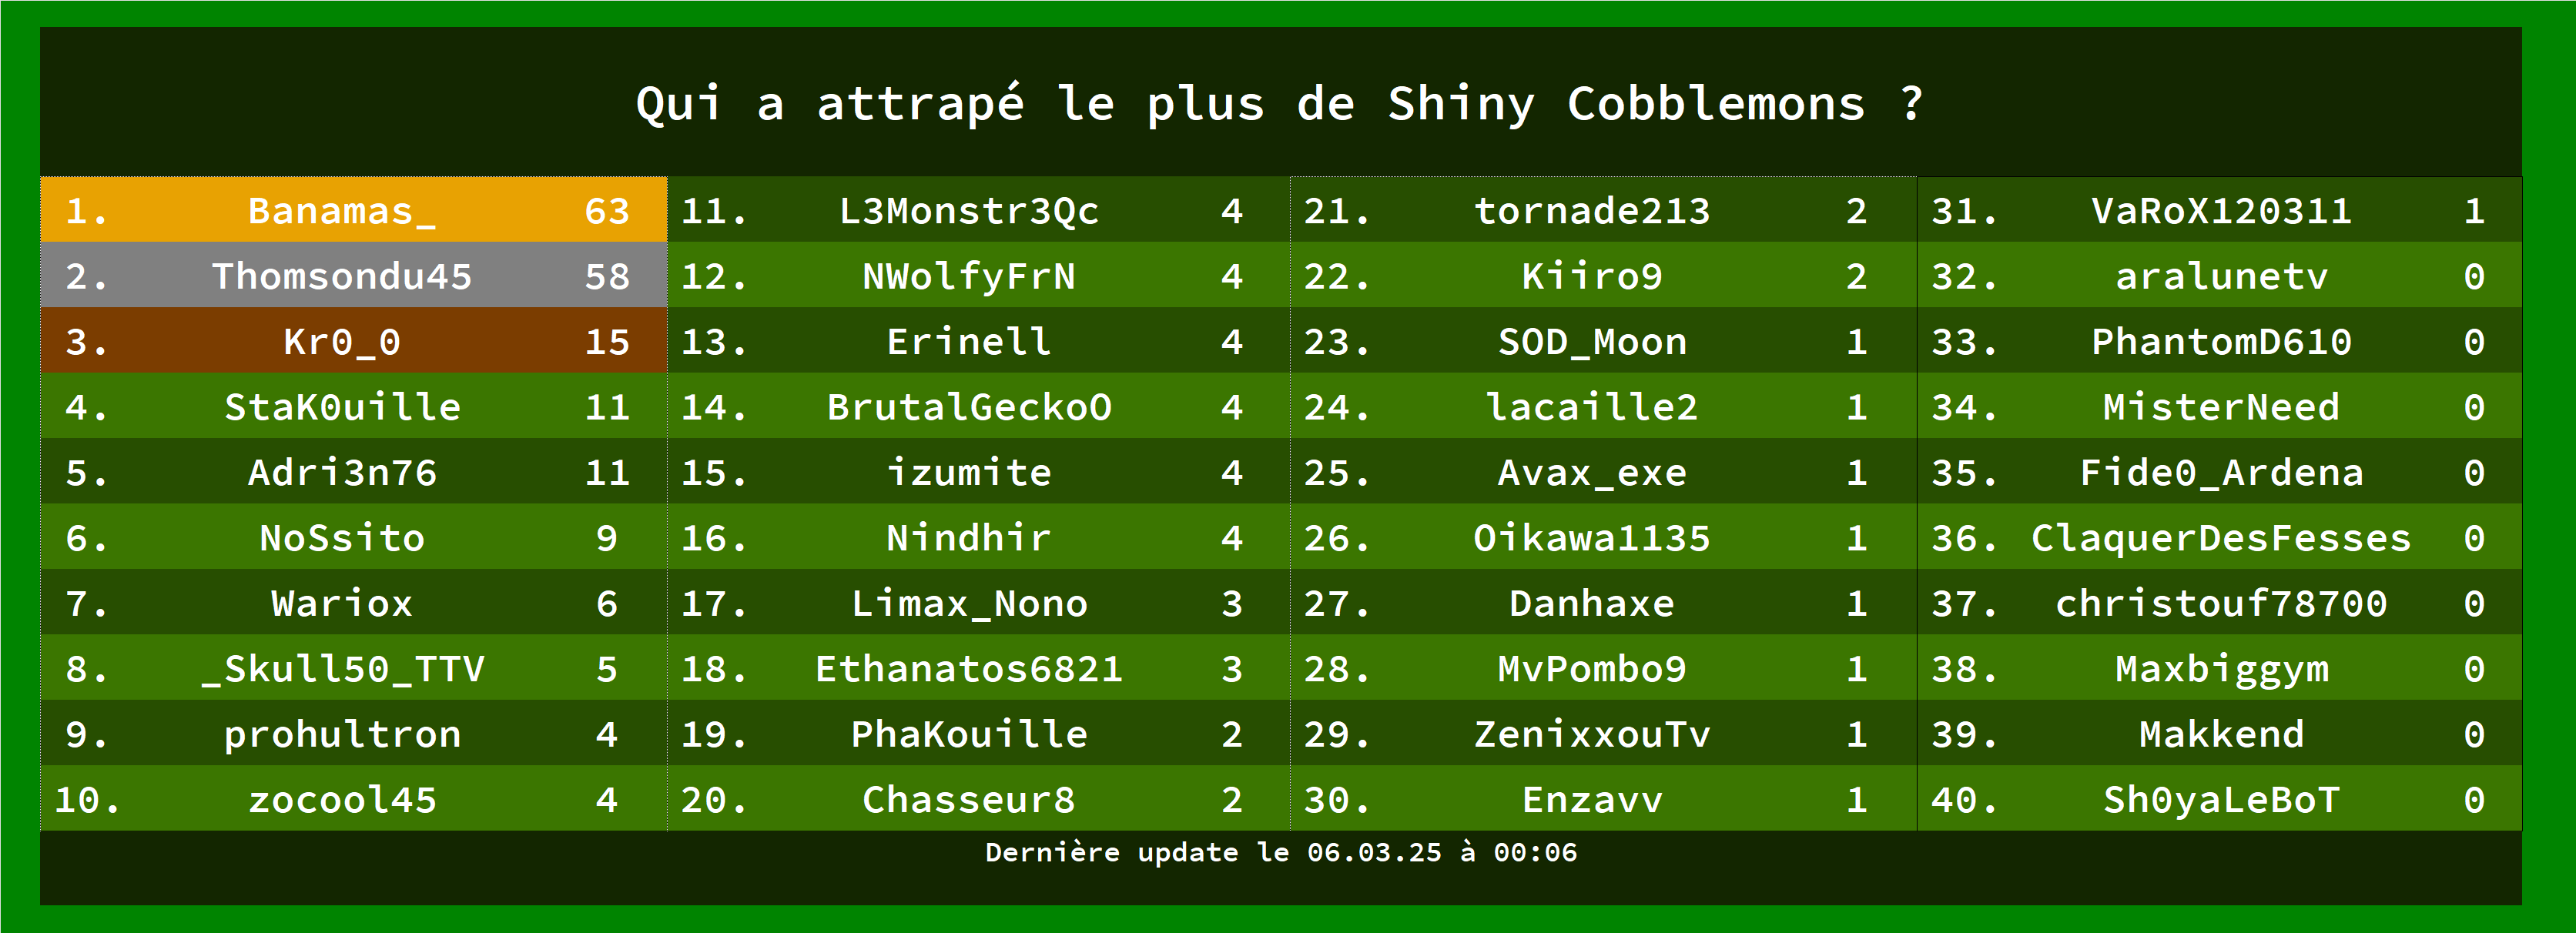 Qui a attrapé le plus de Shiny Cobblemons ?
1. Banamas_ 63
2. Thomsondu45 58
3. Kr0_0 15
4. StaK0uille 11
5. Adri3n76 11
6. NoSsito 9
7. Wariox 6
8. _Skull50_TTV 5
9. prohultron 4
10. zocool45 4
11. L3Monstr3Qc 4
12. NWolfyFrN 4
13. Erinell 4
14. BrutalGeckoO 4
15. izumite 4
16. Nindhir 4
17. Limax_Nono 3
18. Ethanatos6821 3
19. PhaKouille 2
20. Chasseur8 2
21. tornade213 2
22. Kiiro9 2
23. SOD_Moon 1
24. lacaille2 1
25. Avax_exe 1
26. Oikawa1135 1
27. Danhaxe 1
28. MvPombo9 1
29. ZenixxouTv 1
30. Enzavv 1
31. VaRoX120311 1
32. aralunetv 0
33. PhantomD610 0
34. MisterNeed 0
35. Fide0_Ardena 0
36. ClaquerDesFesses 0
37. christouf78700 0
38. Maxbiggym 0
39. Makkend 0
40. Sh0yaLeBoT 0
Dernière update le 06.03.25 à 00:06